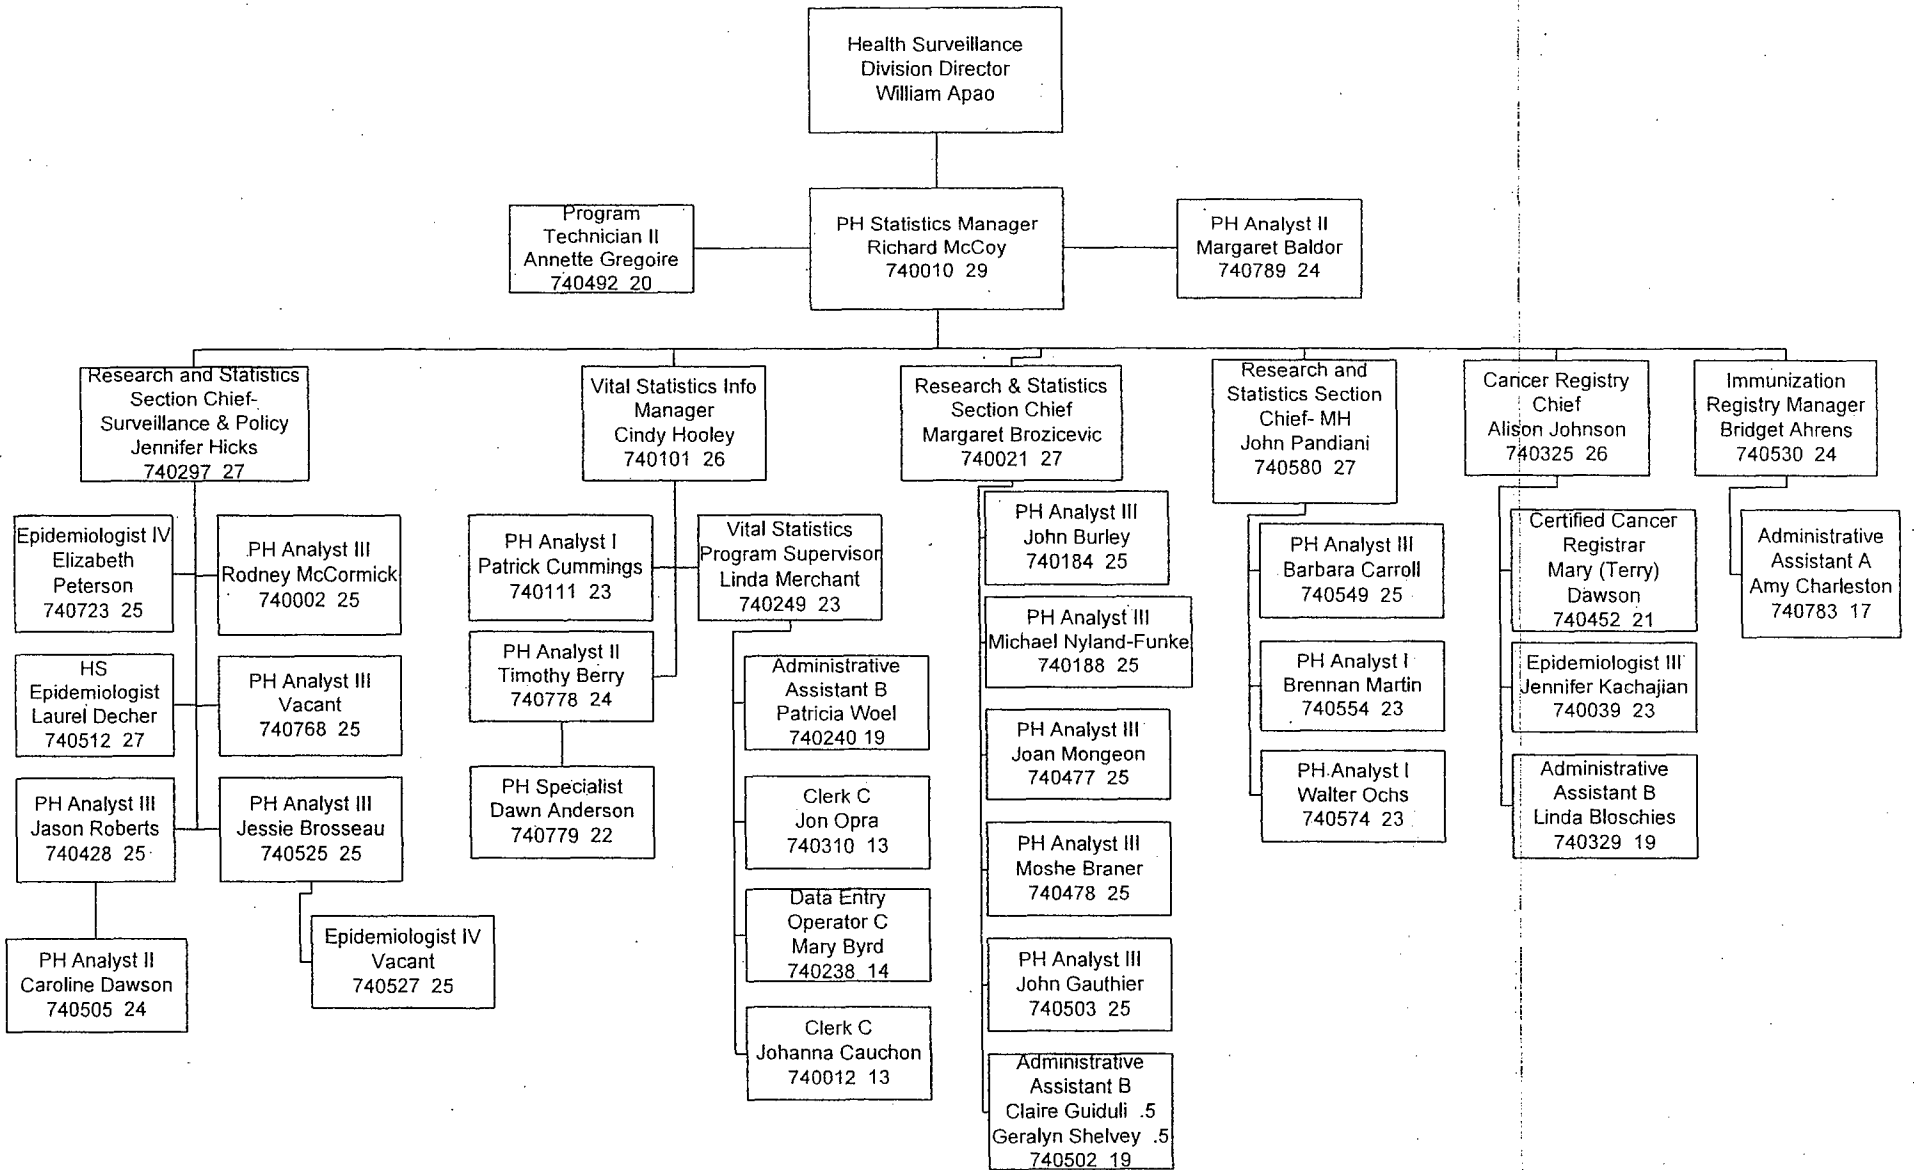 Health Surveillance
Division Director
William Apao
Program
Technician II
Annette Gregoire
740492 20
PH Statistics Manager
Richard McCoy
740010 29
PH Analyst II
Margaret Baldor
740789 24
Research and Statistics
Section Chief-
Surveillance & Policy
Jennifer Hicks
740297 27
Vital Statistics Info
Manager
Cindy Hooley
740101 26
Research & Statistics
Section Chief
Margaret Brozicevic
740021 27
Research and
Statistics Section
Chief- MH
John Pandiani
740580 27
Cancer Registry
Chief
Alison Johnson
740325 26
Immunization
Registry Manager
Bridget Ahrens
740530 24
Epidemiologist IV
Elizabeth
Peterson
740723 25
PH Analyst III
Rodney McCormick
740002 25
HS
Epidemiologist
Laurel Decher
740512 27
PH Analyst III
Vacant
740768 25
PH Analyst III
Jason Roberts
740428 25
PH Analyst III
Jessie Brosseau
740525 25
PH Analyst II
Caroline Dawson
740505 24
Epidemiologist IV
Vacant
740527 25
PH Analyst I
Patrick Cummings
740111 23
Vital Statistics
Program Supervisor
Linda Merchant
740249 23
PH Analyst II
Timothy Berry
740778 24
PH Specialist
Dawn Anderson
740779 22
Administrative
Assistant B
Patricia Woel
740240 19
Clerk C
Jon Opra
740310 13
Data Entry
Operator C
Mary Byrd
740238 14
Clerk C
Johanna Cauchon
740012 13
PH Analyst III
John Burley
740184 25
PH Analyst III
Michael Nyland-Funke
740188 25
PH Analyst III
Joan Mongeon
740477 25
PH Analyst III
Moshe Braner
740478 25
PH Analyst III
John Gauthier
740503 25
Administrative
Assistant B
Claire Guiduli .5
Geralyn Shelvey .5
740502 19
PH Analyst III
Barbara Carroll
740549 25
PH Analyst I
Brennan Martin
740554 23
PH Analyst I
Walter Ochs
740574 23
Certified Cancer
Registrar
Mary (Terry)
Dawson
740452 21
Epidemiologist III
Jennifer Kachajian
740039 23
Administrative
Assistant B
Linda Bloschies
740329 19
Administrative
Assistant A
Amy Charleston
740783 17